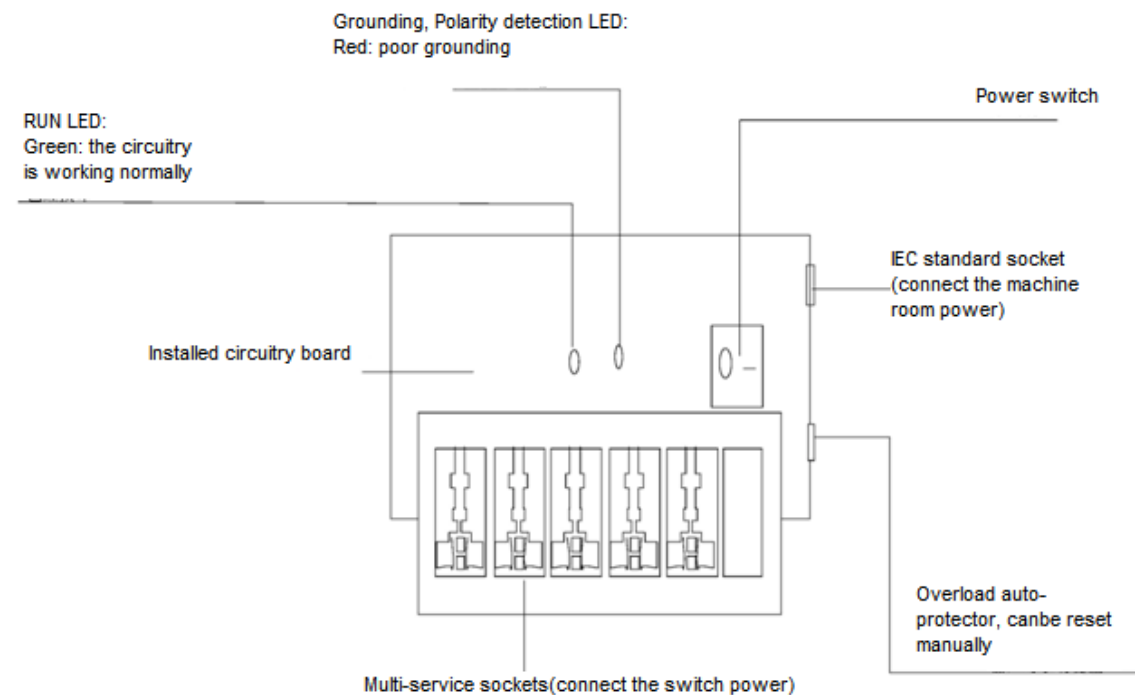 Grounding, Polarity detection LED:
Red: poor grounding
Power switch
RUN LED:
Green: the circuitry
is working normally
IEC standard socket
(connect the machine
room power)
Installed circuitry board
Overload auto-
protector, canbe reset
manually
Multi-service sockets(connect the switch power)